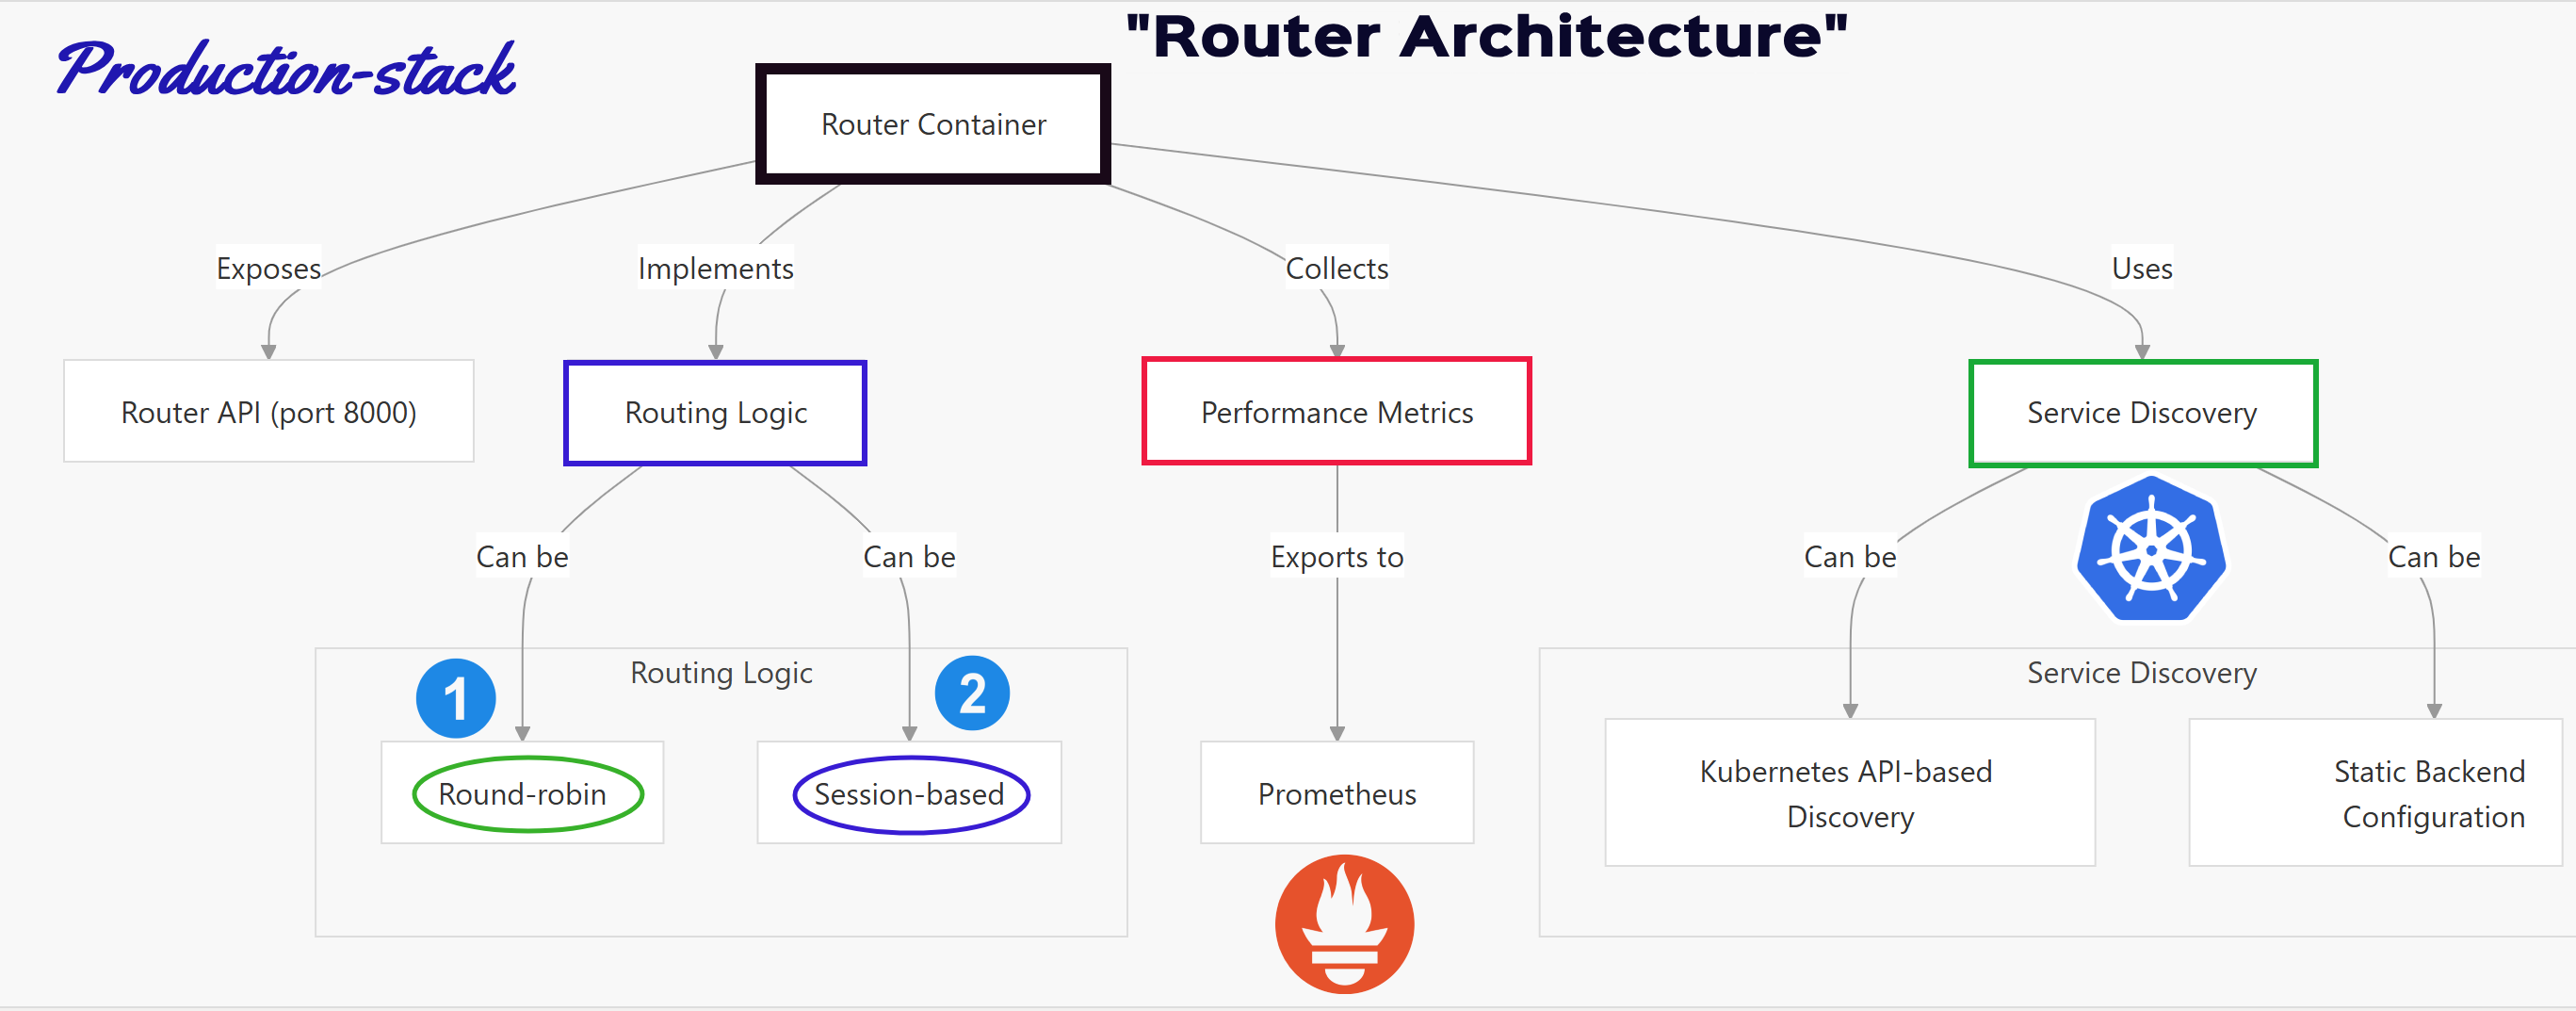 "Router Architecture"
Production-stack
Router Container
Exposes
Implements
Collects
Uses
Router API (port 8000)
Routing Logic
Performance Metrics
Service Discovery
Can be
Can be
Exports to
Can be
Can be
1
Routing Logic
2
Service Discovery
Round-robin
Session-based
Prometheus
Kubernetes API-based
Discovery
Static Backend
Configuration